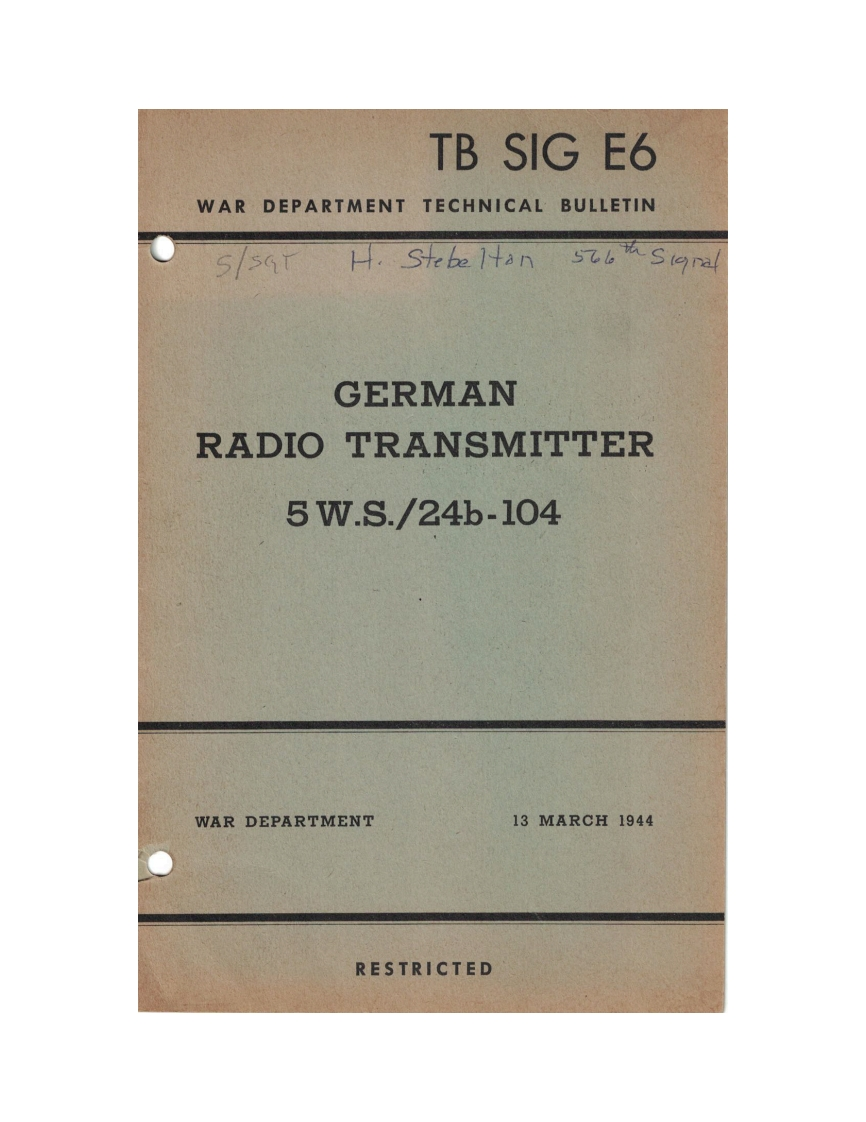 TB SIG E6
WAR DEPARTMENT TECHNICAL BULLETIN
S/SGT H. Stebelton 566th Signal
GERMAN
RADIO TRANSMITTER
5 W.S./24b-104
WAR DEPARTMENT 13 MARCH 1944
RESTRICTED